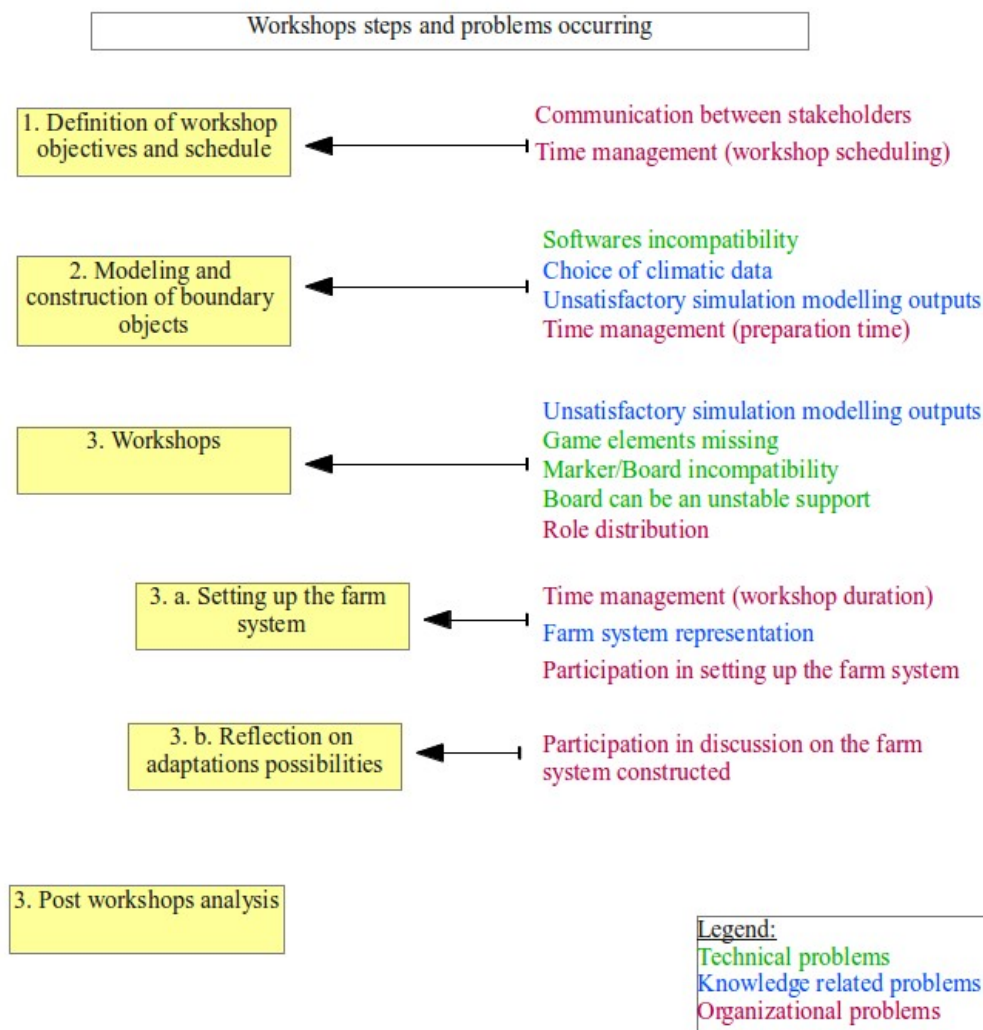 Workshops steps and problems occurring
1. Definition of workshop
objectives and schedule
Communication between stakeholders
Time management (workshop scheduling)
2. Modeling and
construction of boundary
objects
Softwares incompatibility
Choice of climatic data
Unsatisfactory simulation modelling outputs
Time management (preparation time)
3. Workshops
Unsatisfactory simulation modelling outputs
Game elements missing
Marker/Board incompatibility
Board can be an unstable support
Role distribution
3. a. Setting up the farm
system
Time management (workshop duration)
Farm system representation
Participation in setting up the farm system
3. b. Reflection on
adaptations possibilities
Participation in discussion on the farm
system constructed
3. Post workshops analysis
Legend:
Technical problems
Knowledge related problems
Organizational problems